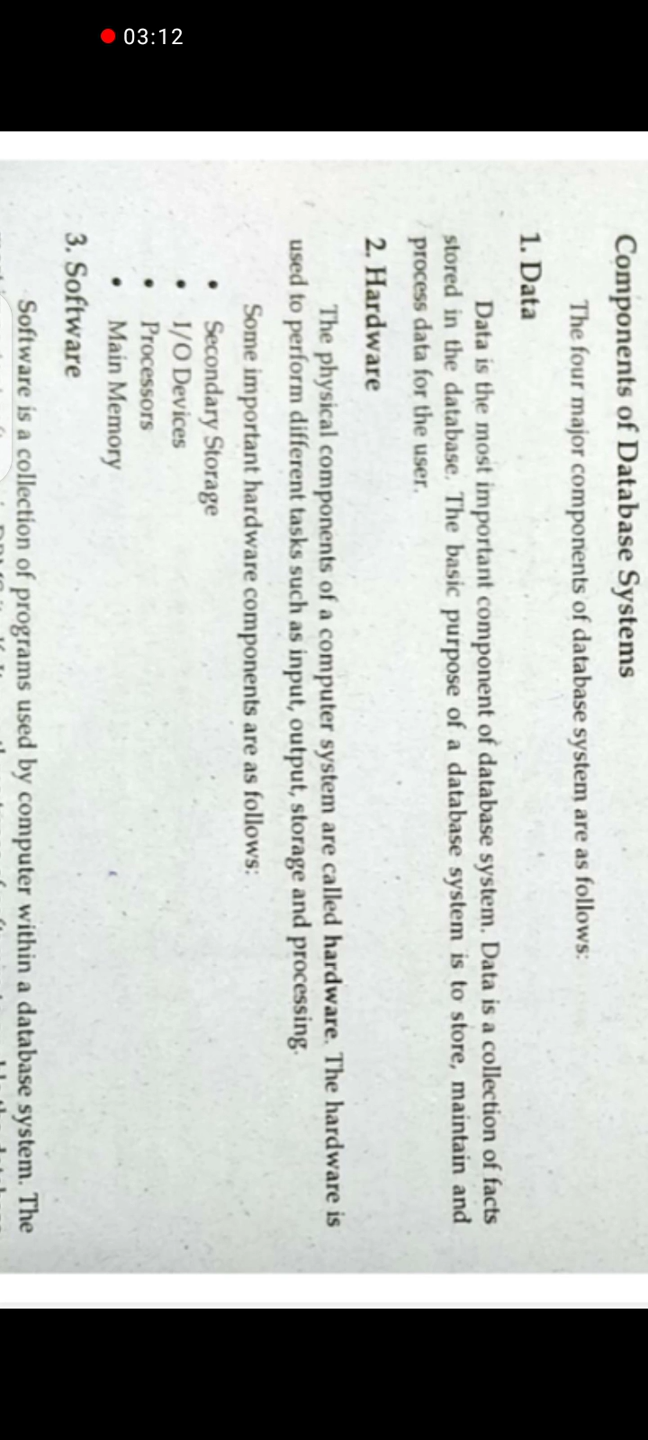 03:12
Components of Database Systems
The four major components of database system are as follows:
1. Data
Data is the most important component of database system. Data is a collection of facts
stored in the database. The basic purpose of a database system is to store, maintain and
process data for the user.
2. Hardware
The physical components of a computer system are called hardware. The hardware is
used to perform different tasks such as input, output, storage and processing.
Some important hardware components are as follows:
• Secondary Storage
• I/O Devices
• Processors
• Main Memory
3. Software
Software is a collection of programs used by computer within a database system. The